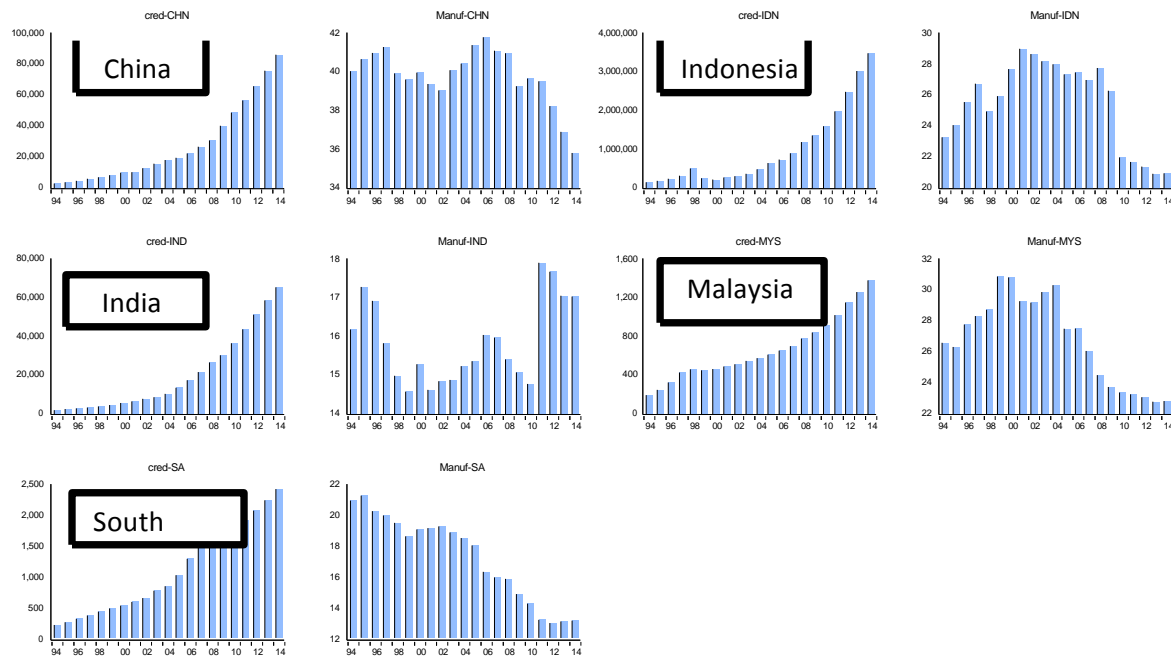 cred-CHN
100,000
80,000
60,000
40,000
20,000
0
China
94 96 98 00 02 04 06 08 10 12 14
Manuf-CHN
42
40
38
36
34
94 96 98 00 02 04 06 08 10 12 14
cred-IDN
4,000,000
3,000,000
2,000,000
1,000,000
0
Indonesia
94 96 98 00 02 04 06 08 10 12 14
Manuf-IDN
30
28
26
24
22
20
94 96 98 00 02 04 06 08 10 12 14
cred-IND
80,000
60,000
40,000
20,000
0
India
94 96 98 00 02 04 06 08 10 12 14
Manuf-IND
18
17
16
15
14
94 96 98 00 02 04 06 08 10 12 14
cred-MYS
1,600
1,200
800
400
0
Malaysia
94 96 98 00 02 04 06 08 10 12 14
Manuf-MYS
32
30
28
26
24
22
94 96 98 00 02 04 06 08 10 12 14
cred-SA
2,500
2,000
1,500
1,000
500
0
South
94 96 98 00 02 04 06 08 10 12 14
Manuf-SA
22
20
18
16
14
12
94 96 98 00 02 04 06 08 10 12 14